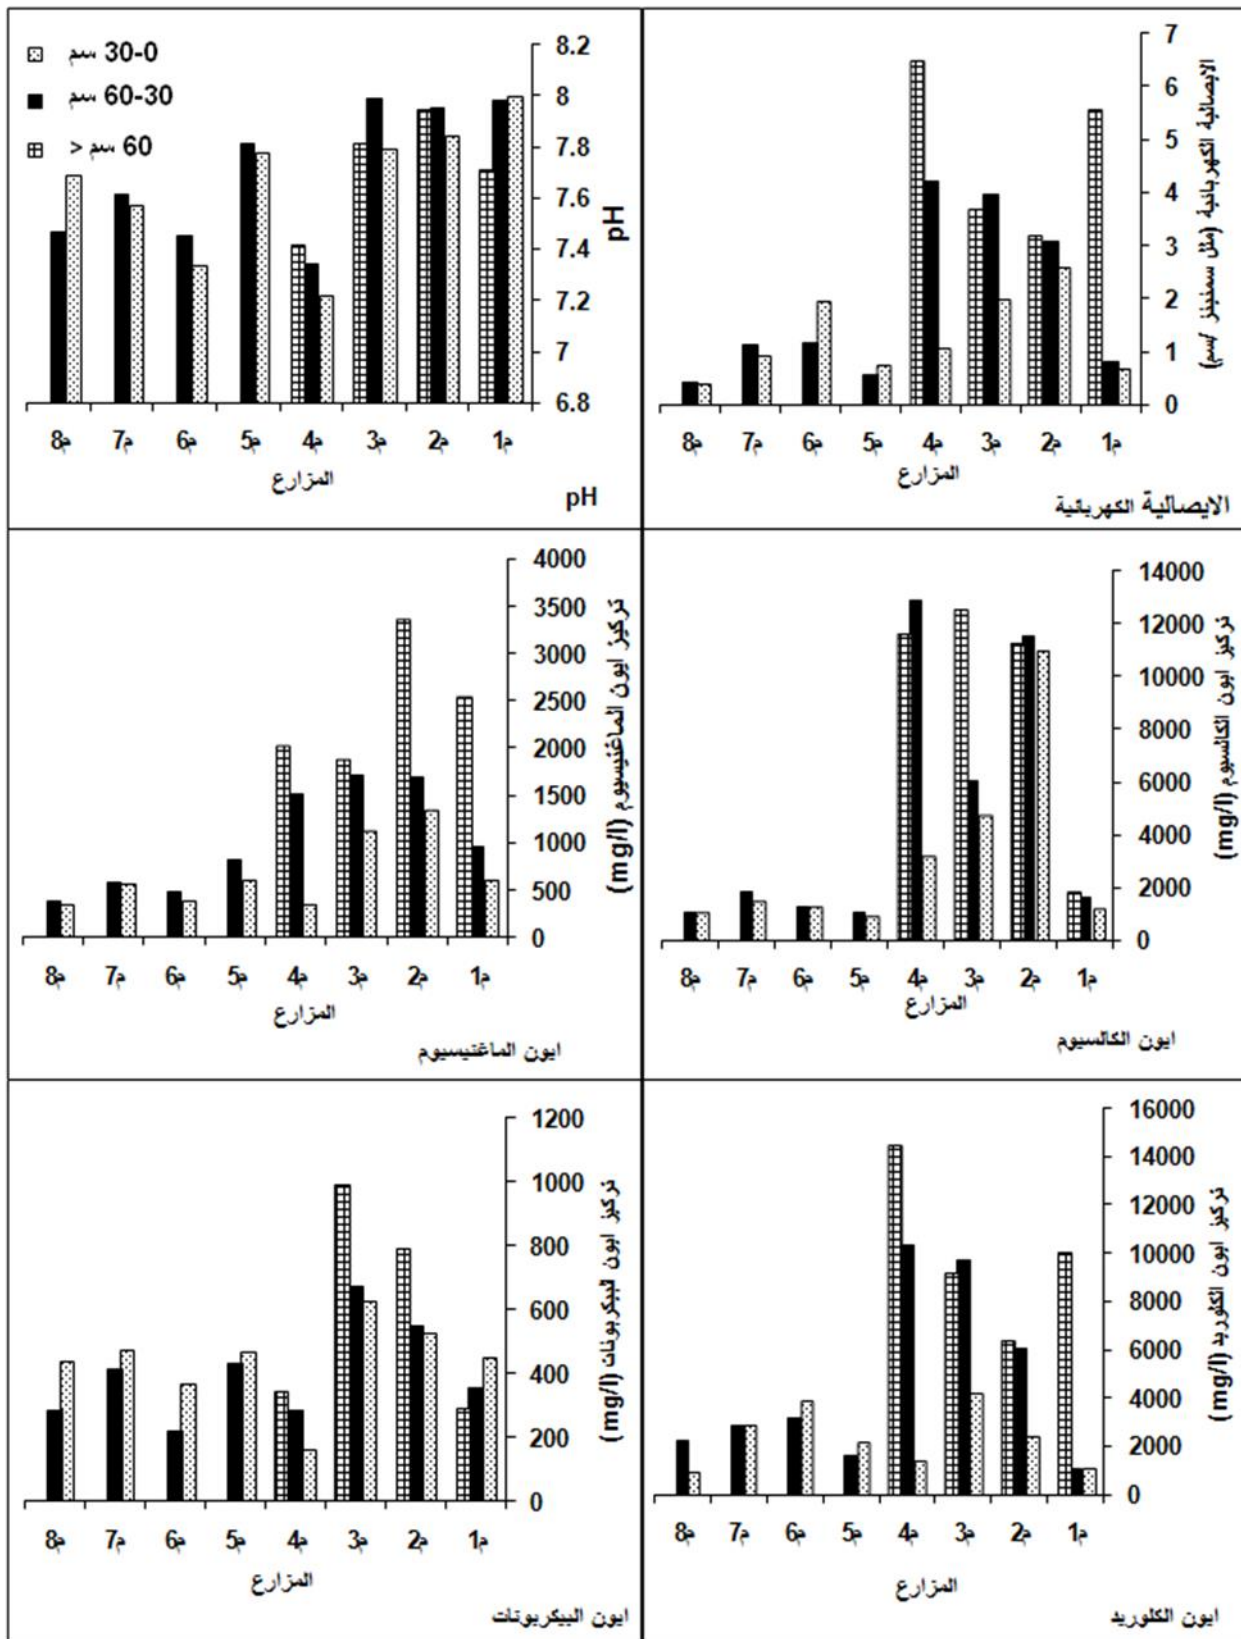 الايصالية الكهربائية (ملل سمنينز /سم)
7
6
5
4
3
2
1
0
م1 م2 م3 م4 م5 م6 م7 م8
المزارع
الايصالية الكهربائية
30-0 سم
60-30 سم
60 سم <
pH
8.2
8
7.8
7.6
7.4
7.2
7
6.8
م1 م2 م3 م4 م5 م6 م7 م8
المزارع
pH
تركيز ايون الكالسيوم (mg/l)
14000
12000
10000
8000
6000
4000
2000
0
م1 م2 م3 م4 م5 م6 م7 م8
المزارع
ايون الكالسيوم
تركيز ايون الماغنيسيوم (mg/l)
4000
3500
3000
2500
2000
1500
1000
500
0
م1 م2 م3 م4 م5 م6 م7 م8
المزارع
ايون الماغنيسيوم
تركيز ايون الكلوريد (mg/l)
16000
14000
12000
10000
8000
6000
4000
2000
0
م1 م2 م3 م4 م5 م6 م7 م8
المزارع
ايون الكلوريد
تركيز ايون البيكربونات (mg/l)
1200
1000
800
600
400
200
0
م1 م2 م3 م4 م5 م6 م7 م8
المزارع
ايون البيكربونات